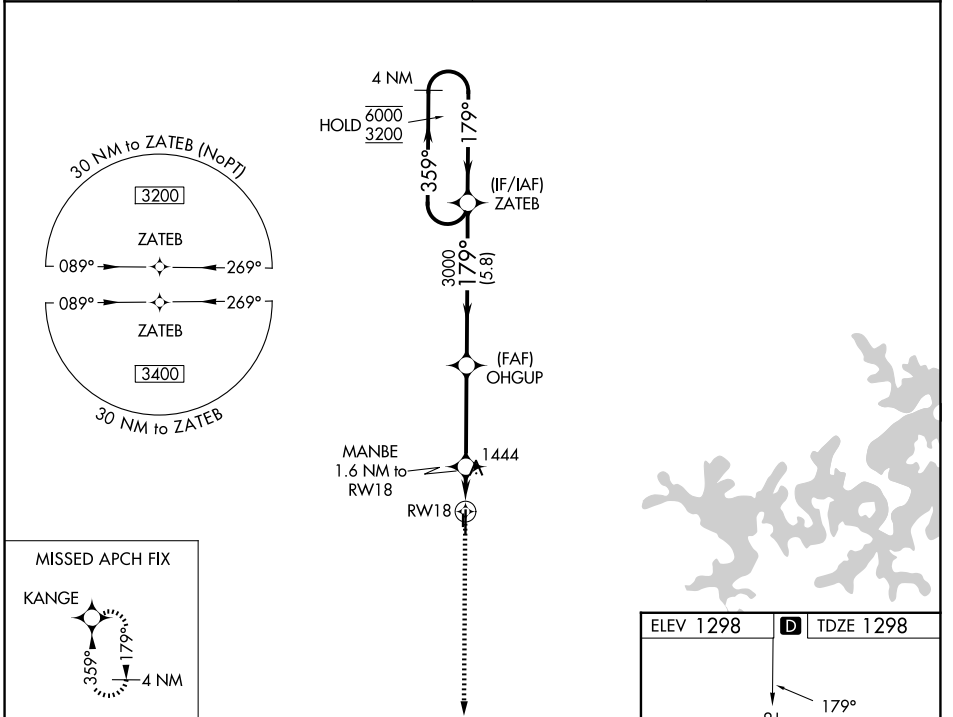 4 NM
HOLD 6000
3200
179°
359°
(IF/IAF)
ZATEB
3000
179°
(5.8)
(FAF)
OHGUP
MANBE
1.6 NM to
RW18
1444
RW18
30 NM to ZATEB (NoPT)
3200
ZATEB
089°
269°
089°
269°
ZATEB
3400
30 NM to ZATEB
MISSED APCH FIX
KANGE
359°
179°
4 NM
ELEV 1298
D
TDZE 1298
179°